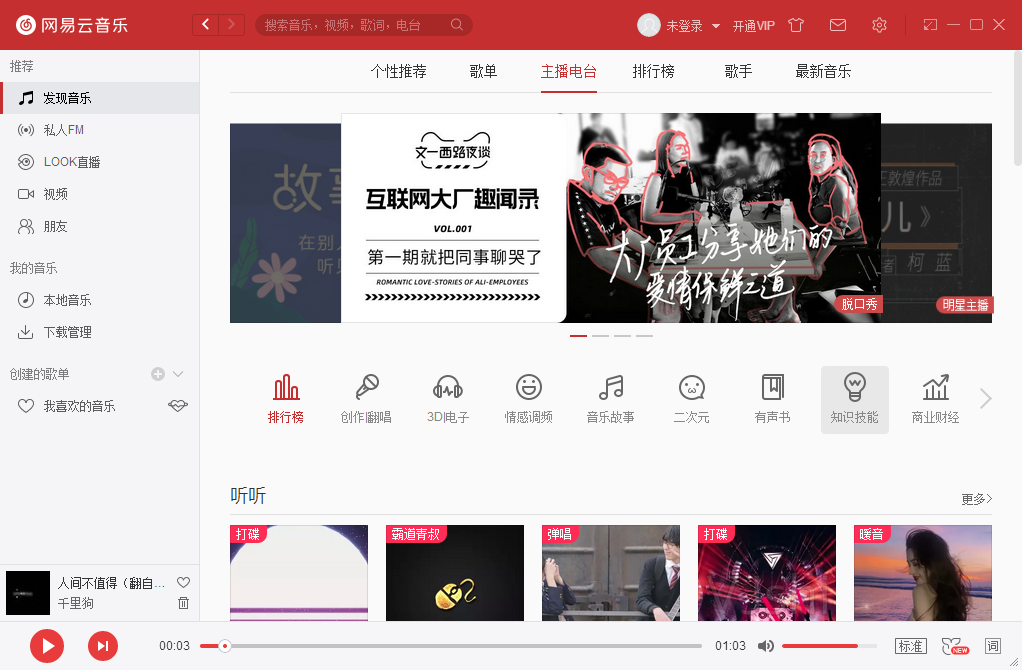 网易云音乐
搜索音乐，视频，歌词，电台
未登录
开通VIP
推荐
发现音乐
私人FM
LOOK直播
视频
朋友
我的音乐
本地音乐
下载管理
创建的歌单
我喜欢的音乐
个性推荐 歌单 主播电台 排行榜 歌手 最新音乐
故事
在别人
听见
文一西路夜谈
互联网大厂趣闻录
VOL.001
第一期就把同事聊哭了
ROMANTIC LOVE-STORIES OF ALI-EMPLOYEES
大厂员工分享她们的
爱情保鲜三道
脱口秀
王敦煌作品
儿》
者 柯 蓝
明星主播
排行榜 创作|翻唱 3D|电子 情感调频 音乐故事 二次元 有声书 知识技能 商业财经
听听
更多
打碟
霸道青叔
弹唱
打碟
暖音
人间不值得（翻自...
千里狗
00:03
01:03
标准
NEW
词